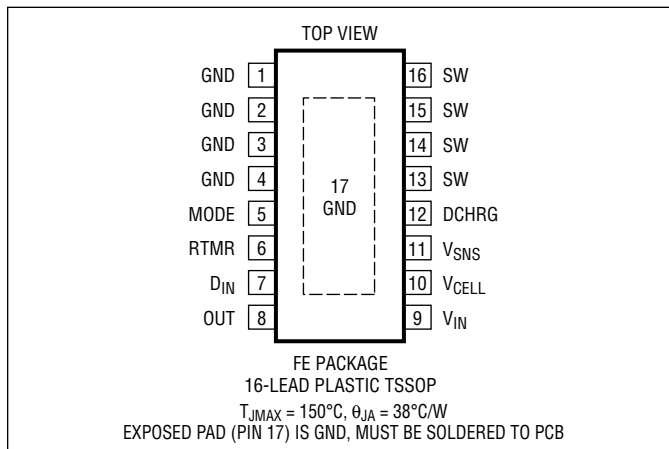 TOP VIEW
GND 1 16 SW
GND 2 15 SW
GND 3 14 SW
GND 4 13 SW
17
GND
MODE 5 12 DCHRG
RTMR 6 11 VSNS
DIN 7 10 VCELL
OUT 8 9 VIN
FE PACKAGE
16-LEAD PLASTIC TSSOP
TJMAX = 150°C, θJA = 38°C/W
EXPOSED PAD (PIN 17) IS GND, MUST BE SOLDERED TO PCB